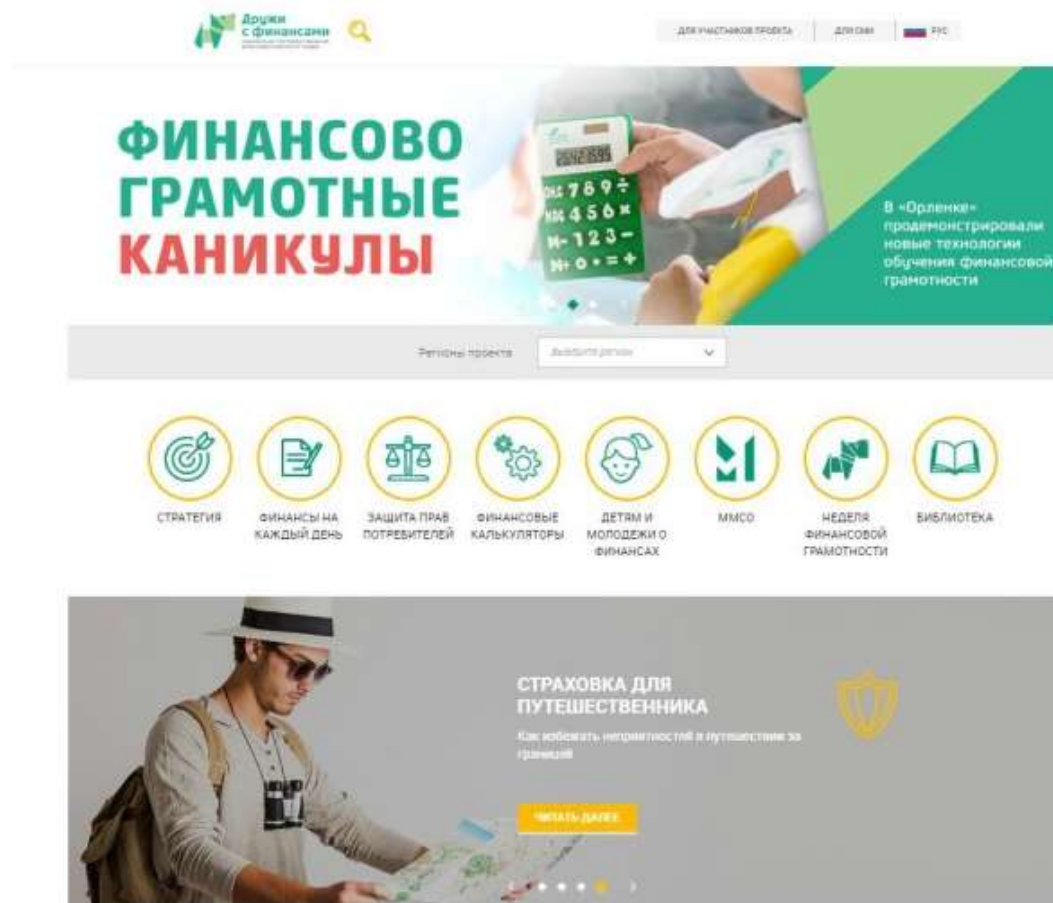 Дружи
с финансами
ДЛЯ УЧАСТНИКОВ ПРОЕКТА
ДЛЯ СМИ
РУС
ФИНАНСОВО
ГРАМОТНЫЕ
КАНИКУЛЫ
789÷
456×
М-123-
М+0•=+
В «Орленке»
продемонстрировали
новые технологии
обучения финансовой
грамотности
Регионы проекта
Выберите регион
СТРАТЕГИЯ
ФИНАНСЫ НА
КАЖДЫЙ ДЕНЬ
ЗАЩИТА ПРАВ
ПОТРЕБИТЕЛЕЙ
ФИНАНСОВЫЕ
КАЛЬКУЛЯТОРЫ
ДЕТЯМ И
МОЛОДЕЖИ О
ФИНАНСАХ
ММСО
НЕДЕЛЯ
ФИНАНСОВОЙ
ГРАМОТНОСТИ
БИБЛИОТЕКА
СТРАХОВКА ДЛЯ
ПУТЕШЕСТВЕННИКА
Как избежать неприятностей в путешествии за
границей
ЧИТАТЬ ДАЛЕЕ